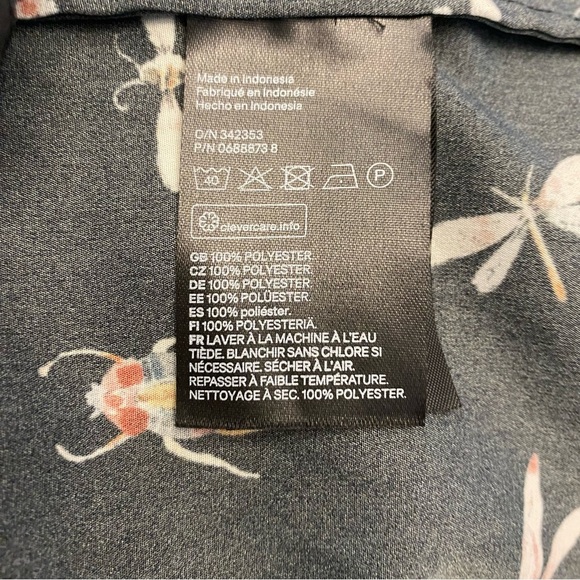 Made in Indonesia
Fabriqué en Indonésie
Hecho en Indonesia
O/N 342353
P/N 0688873 8
40 P
clevercare.info
GB 100% POLYESTER.
CZ 100% POLYESTER.
DE 100% POLYESTER.
EE 100% POLÜESTER.
ES 100% poliéster.
FI 100% POLYESTERIÄ.
FR LAVER À LA MACHINE À L'EAU
TIÈDE. BLANCHIR SANS CHLORE SI
NÉCESSAIRE. SÉCHER À L'AIR.
REPASSER À FAIBLE TEMPÉRATURE.
NETTOYAGE À SEC. 100% POLYESTER.